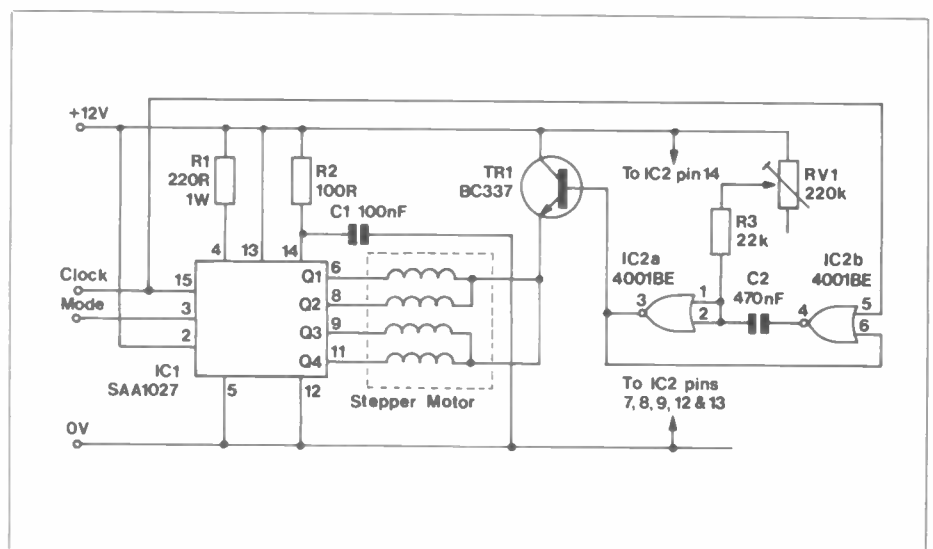 +12V
R1
220R
1W
R2
100R
C1 100nF
TR1
BC337
To IC2 pin 14
RV1
220k
R3
22k
4
13
14
IC2a
4001BE
C2
470nF
IC2b
4001BE
Clock
Mode
15
3
2
Q1
Q2
Q3
Q4
6
8
9
11
3
1
2
4
5
6
IC1
SAA1027
5
12
Stepper Motor
To IC2 pins
7, 8, 9, 12 & 13
0V